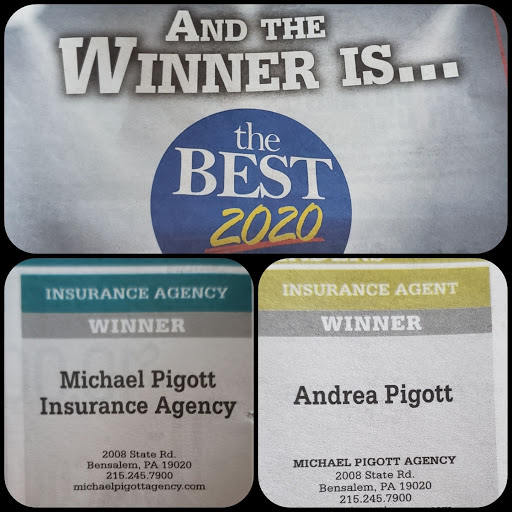 AND THE
WINNER IS...
the
BEST
2020
INSURANCE AGENCY
WINNER
Michael Pigott
Insurance Agency
2008 State Rd.
Bensalem, PA 19020
215.245.7900
michaelpigottagency.com
INSURANCE AGENT
WINNER
Andrea Pigott
MICHAEL PIGOTT AGENCY
2008 State Rd.
Bensalem, PA 19020
215.245.7900